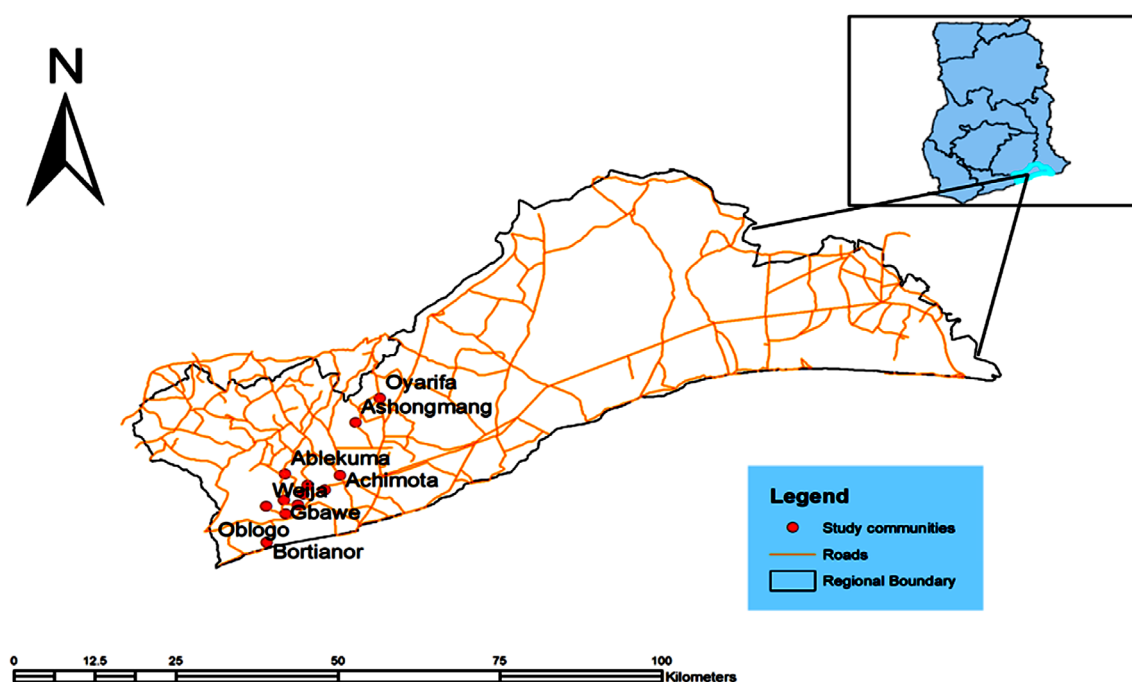 N
Oyarifa
Ashongmang
Ablekuma
Achimota
Weija
Gbawe
Oblogo
Bortianor
Legend
Study communities
Roads
Regional Boundary
0 12.5 25 50 75 100
Kilometers